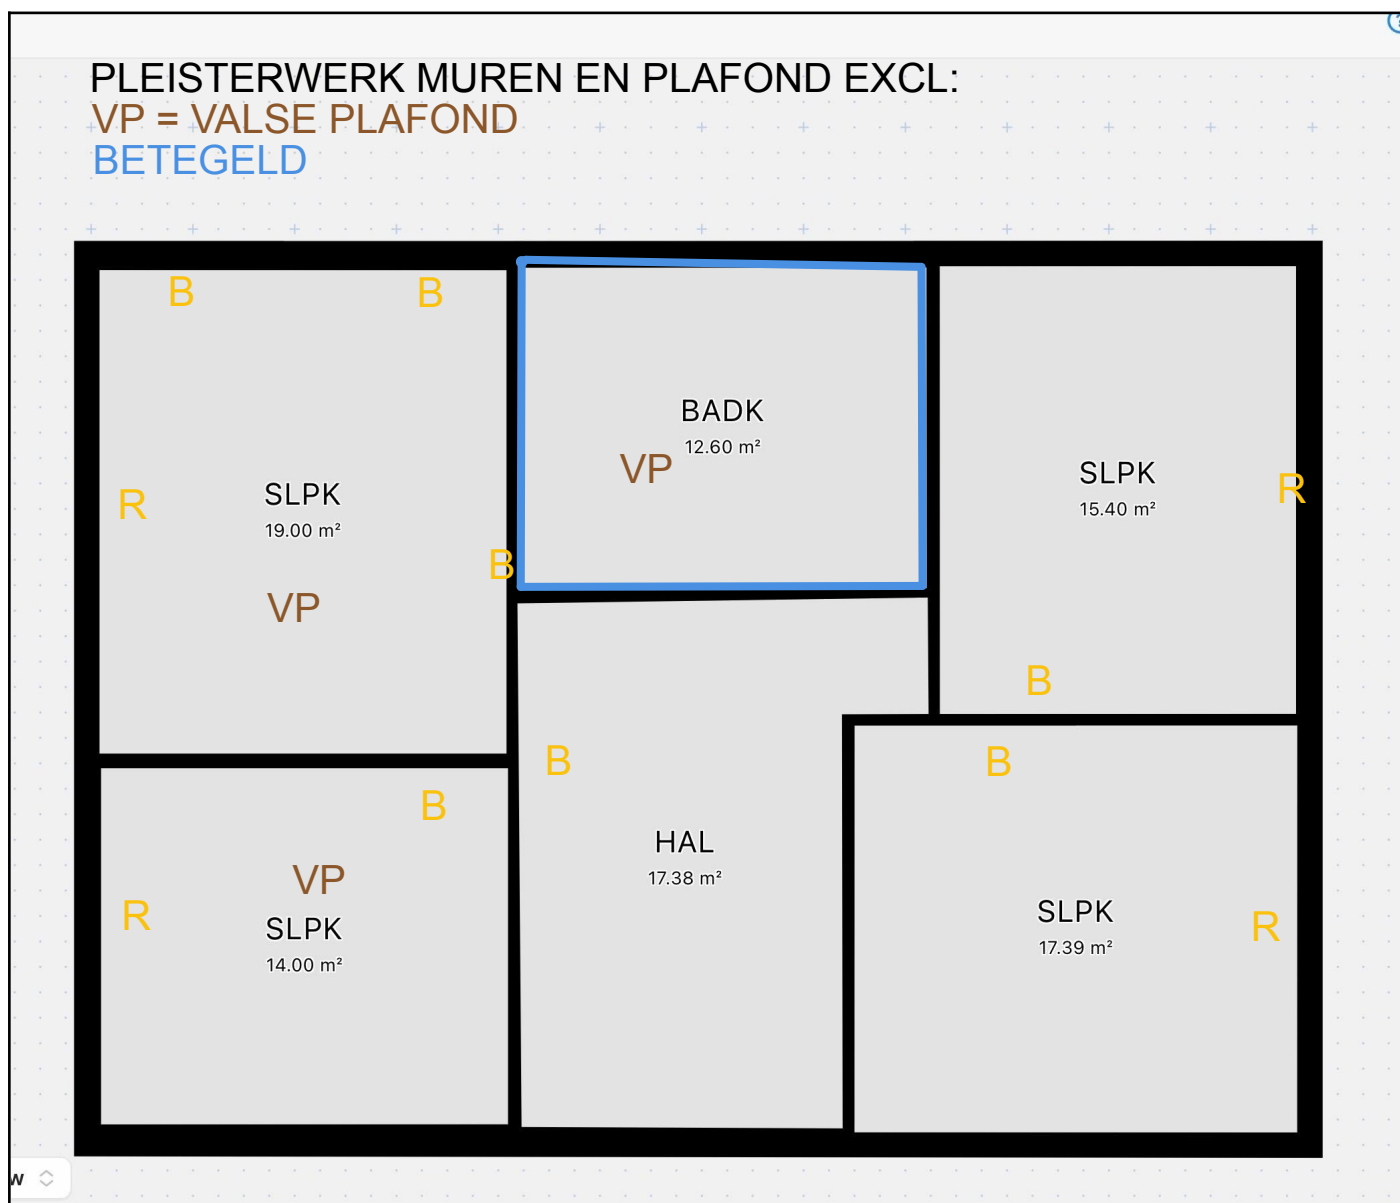 PLEISTERWERK MUREN EN PLAFOND EXCL:
VP = VALSE PLAFOND
BETEGELD
B
B
R
SLPK
19.00 m²
B
VP
BADK
12.60 m²
VP
SLPK
15.40 m²
R
B
B
VP
R
SLPK
14.00 m²
B
HAL
17.38 m²
B
SLPK
17.39 m²
R
w